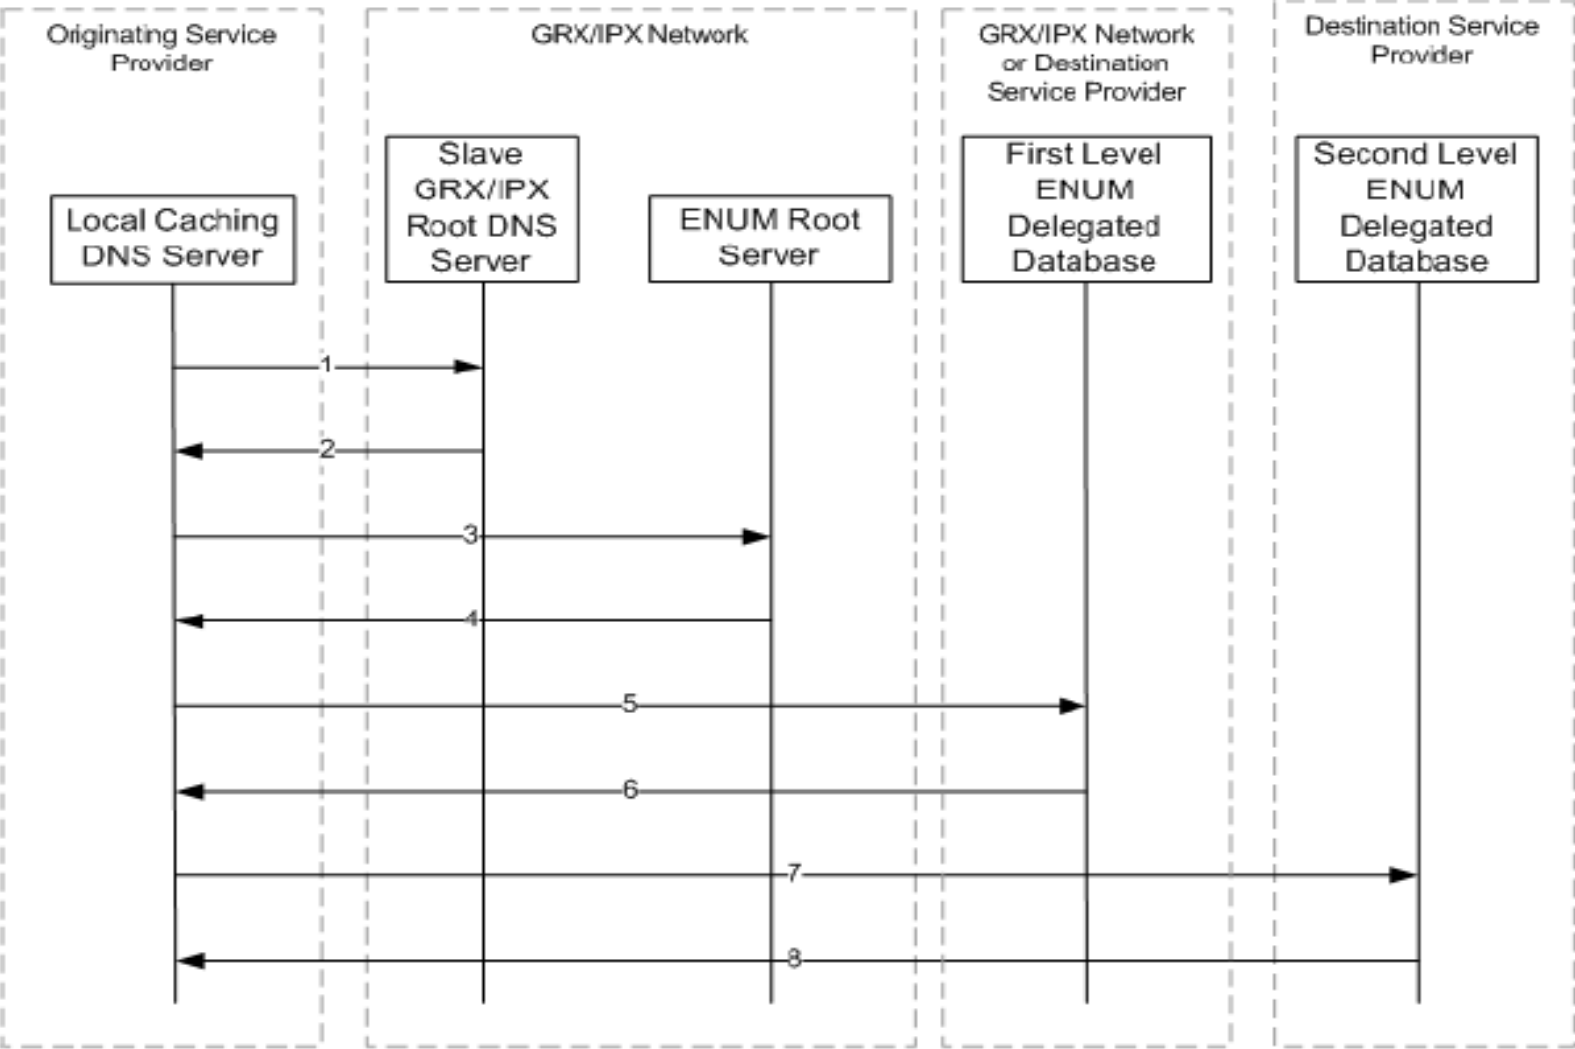 Originating Service
Provider
GRX/IPX Network
GRX/IPX Network
or Destination
Service Provider
Destination Service
Provider
Local Caching
DNS Server
Slave
GRX/IPX
Root DNS
Server
ENUM Root
Server
First Level
ENUM
Delegated
Database
Second Level
ENUM
Delegated
Database
1
2
3
4
5
6
7
8